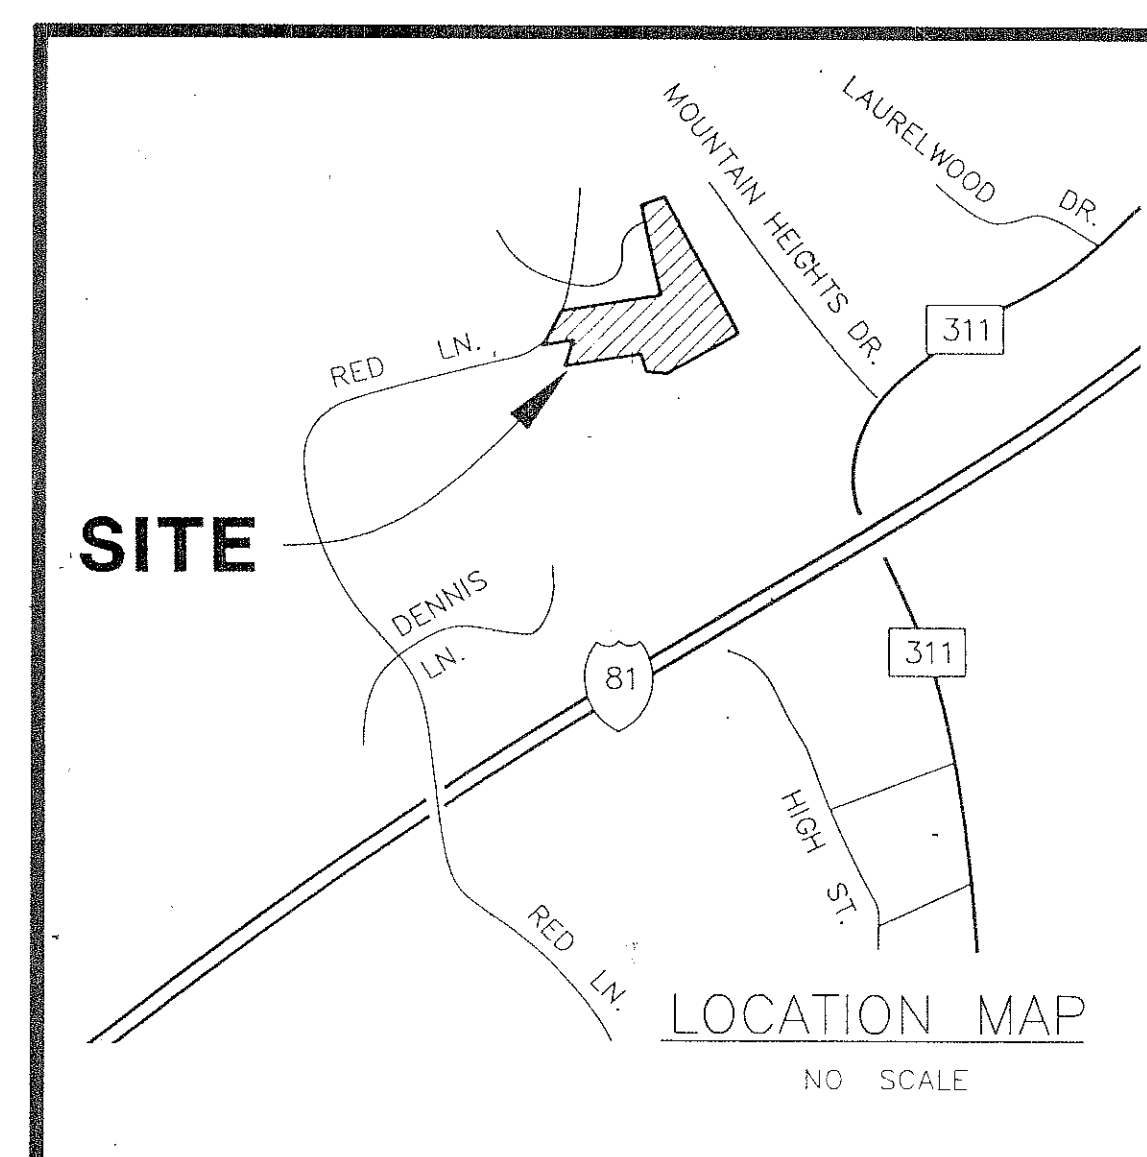 MOUNTAIN HEIGHTS DR.
LAURELWOOD DR.
311
RED LN.
SITE
DENNIS
LN.
81
311
HIGH ST.
RED LN.
LOCATION MAP
NO SCALE